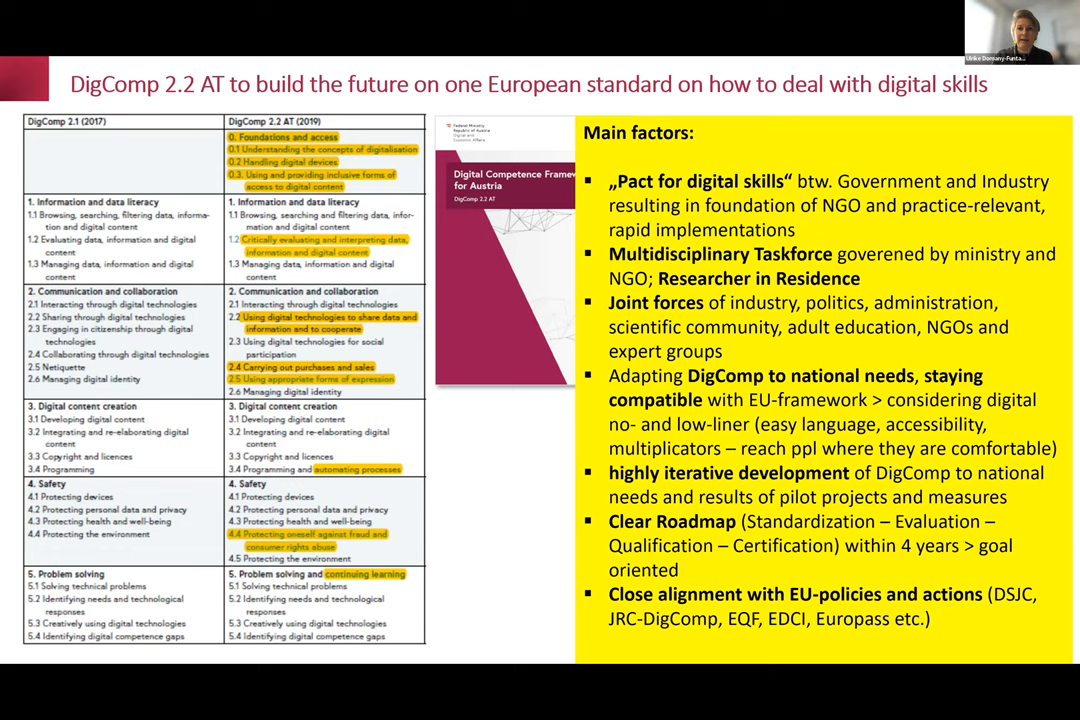 Ulrike Domany-Funta...
DigComp 2.2 AT to build the future on one European standard on how to deal with digital skills
DigComp 2.1 (2017)
1. Information and data literacy
1.1 Browsing, searching, filtering data, informa-
tion and digital content
1.2 Evaluating data, information and digital
content
1.3 Managing data, information and digital
content
2. Communication and collaboration
2.1 Interacting through digital technologies
2.2 Sharing through digital technologies
2.3 Engaging in citizenship through digital
technologies
2.4 Collaborating through digital technologies
2.5 Netiquette
2.6 Managing digital identity
3. Digital content creation
3.1 Developing digital content
3.2 Integrating and re-elaborating digital
content
3.3 Copyright and licences
3.4 Programming
4. Safety
4.1 Protecting devices
4.2 Protecting personal data and privacy
4.3 Protecting health and well-being
4.4 Protecting the environment
5. Problem solving
5.1 Solving technical problems
5.2 Identifying needs and technological
responses
5.3 Creatively using digital technologies
5.4 Identifying digital competence gaps
DigComp 2.2 AT (2019)
0. Foundations and access
0.1 Understanding the concepts of digitalisation
0.2 Handling digital devices
0.3. Using and providing inclusive forms of
access to digital content
1. Information and data literacy
1.1 Browsing, searching and filtering data, infor-
mation and digital content
1.2 Critically evaluating and interpreting data,
information and digital content
1.3 Managing data, information and digital
content
2. Communication and collaboration
2.1 Interacting through digital technologies
2.2 Using digital technologies to share data and
information and to cooperate
2.3 Using digital technologies for social
participation
2.4 Carrying out purchases and sales
2.5 Using appropriate forms of expression
2.6 Managing digital identity
3. Digital content creation
3.1 Developing digital content
3.2 Integrating and re-elaborating digital
content
3.3 Copyright and licences
3.4 Programming and automating processes
4. Safety
4.1 Protecting devices
4.2 Protecting personal data and privacy
4.3 Protecting health and well-being
4.4 Protecting oneself against fraud and
consumer rights abuse
4.5 Protecting the environment
5. Problem solving and continuing learning
5.1 Solving technical problems
5.2 Identifying needs and technological
responses
5.3 Creatively using digital technologies
5.4 Identifying digital competence gaps
Federal Ministry
Republic of Austria
Digital and
Economic Affairs
Digital Competence Framew
for Austria
DigComp 2.2 AT
Main factors:
▪ „Pact for digital skills“ btw. Government and Industry
resulting in foundation of NGO and practice-relevant,
rapid implementations
▪ Multidisciplinary Taskforce goverened by ministry and
NGO; Researcher in Residence
▪ Joint forces of industry, politics, administration,
scientific community, adult education, NGOs and
expert groups
▪ Adapting DigComp to national needs, staying
compatible with EU-framework > considering digital
no- and low-liner (easy language, accessibility,
multiplicators – reach ppl where they are comfortable)
▪ highly iterative development of DigComp to national
needs and results of pilot projects and measures
▪ Clear Roadmap (Standardization – Evaluation –
Qualification – Certification) within 4 years > goal
oriented
▪ Close alignment with EU-policies and actions (DSJC,
JRC-DigComp, EQF, EDCI, Europass etc.)